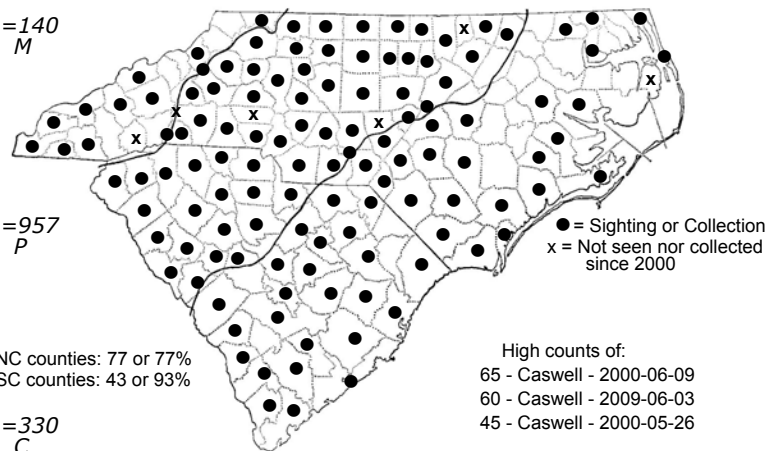 =140
M
=957
P
● = Sighting or Collection
x = Not seen nor collected
since 2000
NC counties: 77 or 77%
SC counties: 43 or 93%
High counts of:
65 - Caswell - 2000-06-09
60 - Caswell - 2009-06-03
45 - Caswell - 2000-05-26
=330
C